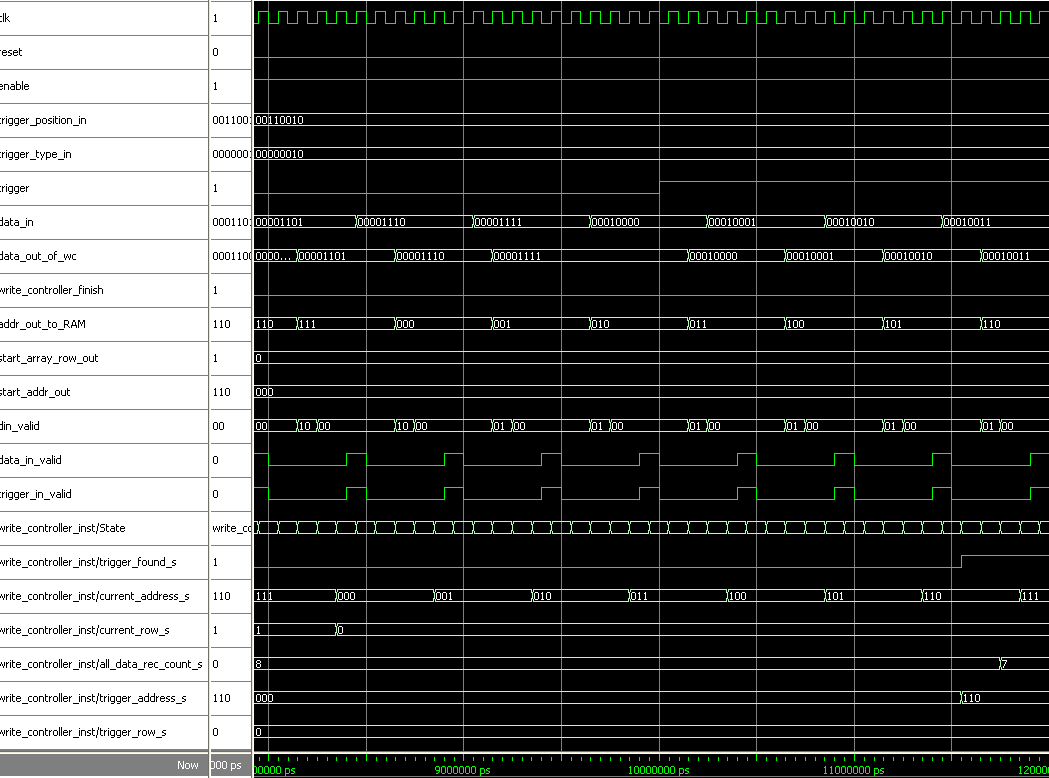 clk 1
reset 0
enable 1
trigger_position_in 0011001 00110010
trigger_type_in 0000001 00000010
trigger 1
data_in 0001101 00001101 00001110 00001111 00010000 00010001 00010010 00010011
data_out_of_wc 0001100 0000... 00001101 00001110 00001111 00010000 00010001 00010010 00010011
write_controller_finish 1
addr_out_to_RAM 110 110 111 000 001 010 011 100 101 110
start_array_row_out 1 0
start_addr_out 110 000
din_valid 00 00 10 00 10 00 01 00 01 00 01 00 01 00 01 00 01 00
data_in_valid 0
trigger_in_valid 0
write_controller_inst/State write_co
write_controller_inst/trigger_found_s 1
write_controller_inst/current_address_s 110 111 000 001 010 011 100 101 110 111
write_controller_inst/current_row_s 1 1 0
write_controller_inst/all_data_rec_count_s 0 8 7
write_controller_inst/trigger_address_s 110 000 110
write_controller_inst/trigger_row_s 0 0
Now 000 ps 00000 ps 9000000 ps 10000000 ps 11000000 ps 120000